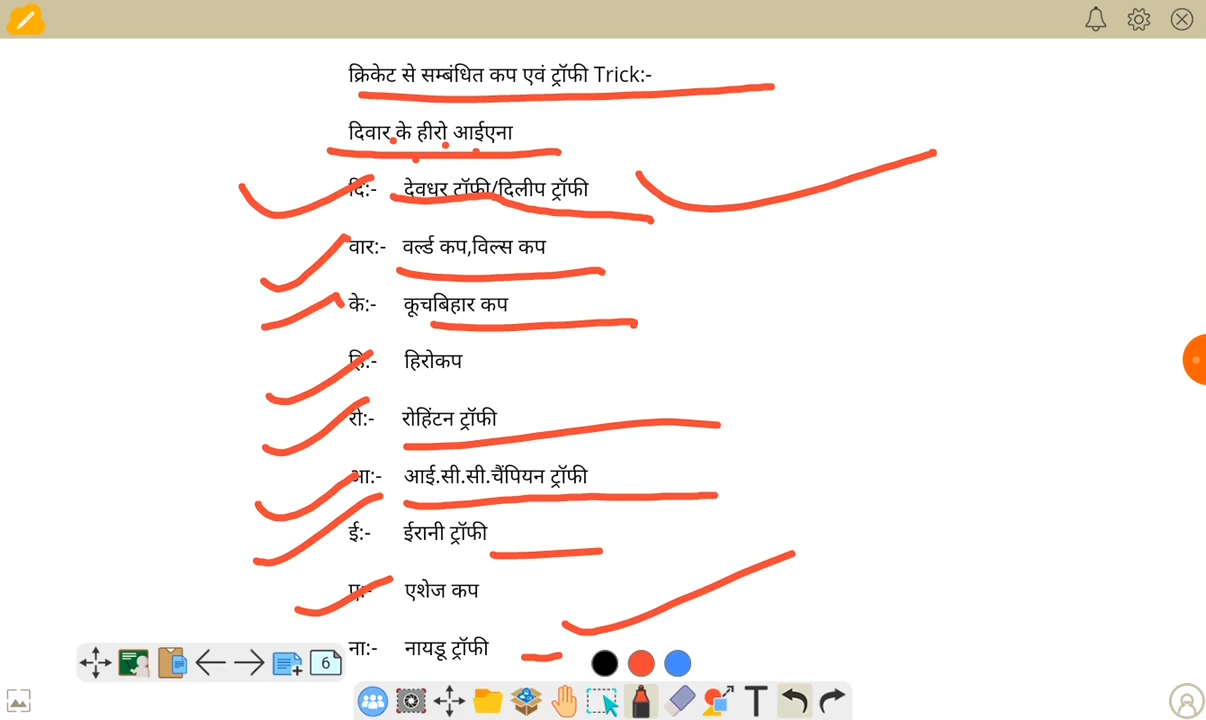 क्रिकेट से सम्बंधित कप एवं ट्रॉफी Trick:-
दिवार के हीरो आईएना
दि:- देवधर टॉफी/दिलीप ट्रॉफी
वार:- वर्ल्ड कप,विल्स कप
के:- कूचबिहार कप
हि:- हिरोकप
रो:- रोहिंटन ट्रॉफी
आ:- आई.सी.सी.चैंपियन ट्रॉफी
ई:- ईरानी ट्रॉफी
ए:- एशेज कप
ना:- नायडू ट्रॉफी
6